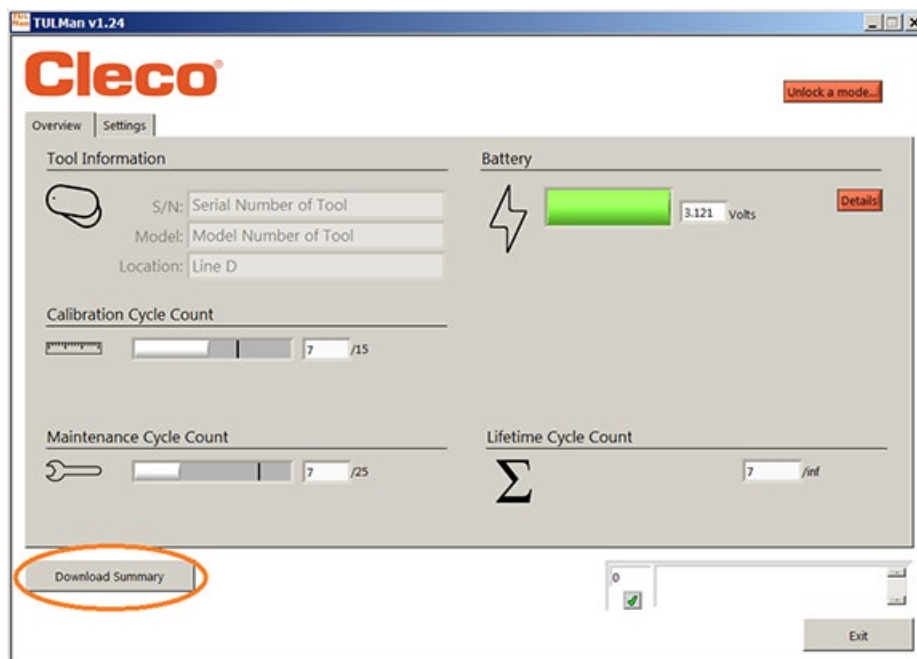 TUL Man TULMan v1.24
Cleco®
Unlock a mode...
Overview Settings
Tool Information
S/N: Serial Number of Tool
Model: Model Number of Tool
Location: Line D
Battery
3.121 Volts
Details
Calibration Cycle Count
7 /15
Maintenance Cycle Count
7 /25
Lifetime Cycle Count
Σ 7 /inf
Download Summary
0
Exit